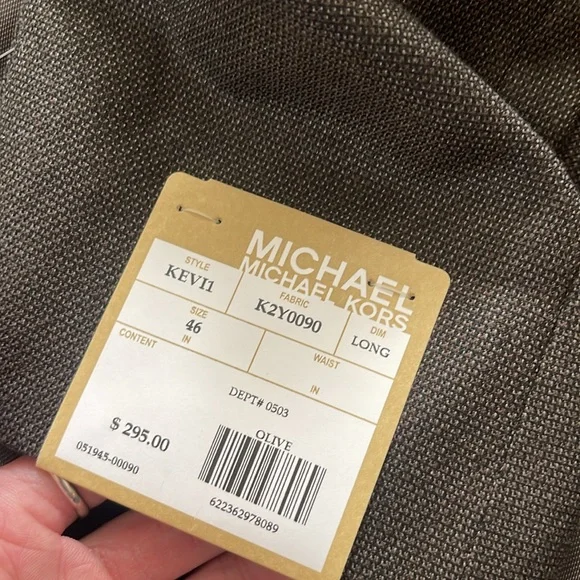 MICHAEL
MICHAEL KORS
STYLE FABRIC DIM
KEVI1 K2Y0090 LONG
SIZE WAIST
46
IN IN
CONTENT
DEPT# 0503
$ 295.00 OLIVE
051945-00090
622362978089